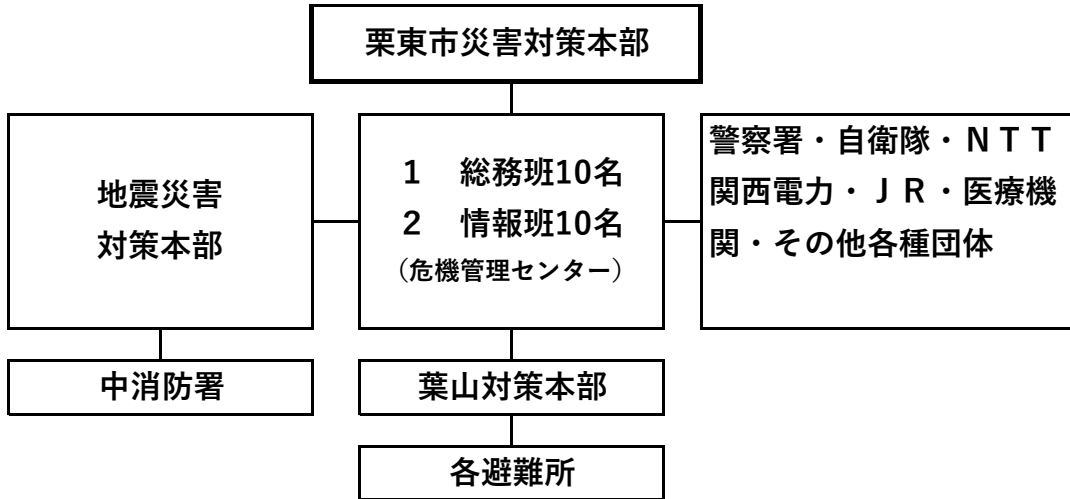 栗東市災害対策本部
地震災害
対策本部
1　総務班10名
２　情報班10名
（危機管理センター）
警察署・自衛隊・ＮＴＴ
関西電力・ＪＲ・医療機
関・その他各種団体
中消防署
葉山対策本部
各避難所